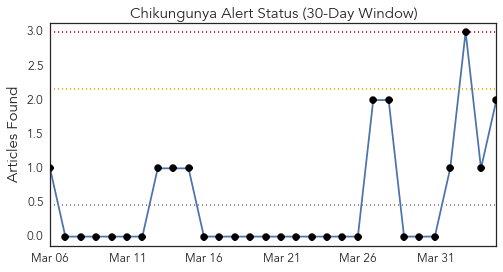 Chikungunya Alert Status (30-Day Window)
Articles Found
3.0
2.5
2.0
1.5
1.0
0.5
0.0
Mar 06 Mar 11 Mar 16 Mar 21 Mar 26 Mar 31